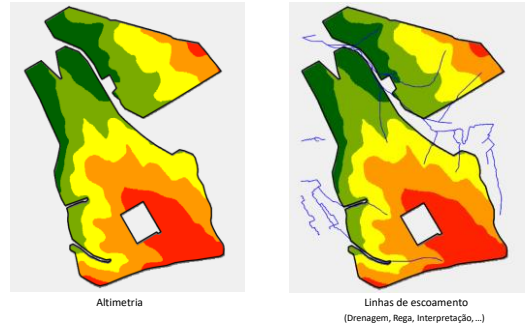 Altimetria
Linhas de escoamento
(Drenagem, Rega, Interpretação, ...)